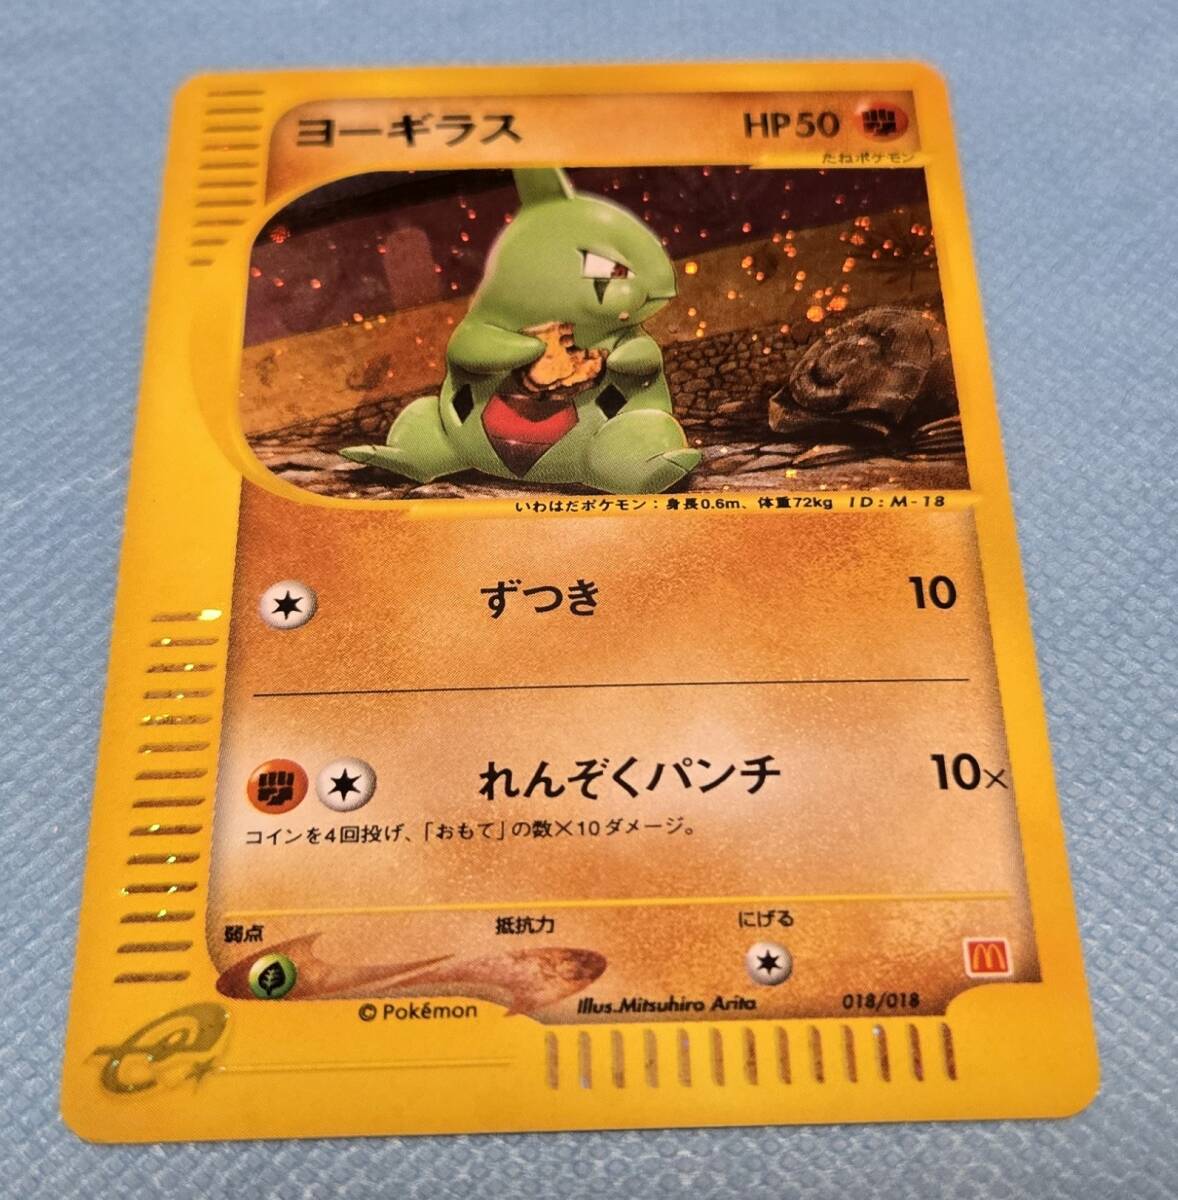 ヨーギラス HP50
たねポケモン
いわはだポケモン：身長0.6m、体重72kg ID:M-18
ずつき 10
れんぞくパンチ 10×
コインを4回投げ、「おもて」の数×10ダメージ。
弱点 抵抗力 にげる
©Pokémon Illus.Mitsuhiro Arita 018/018